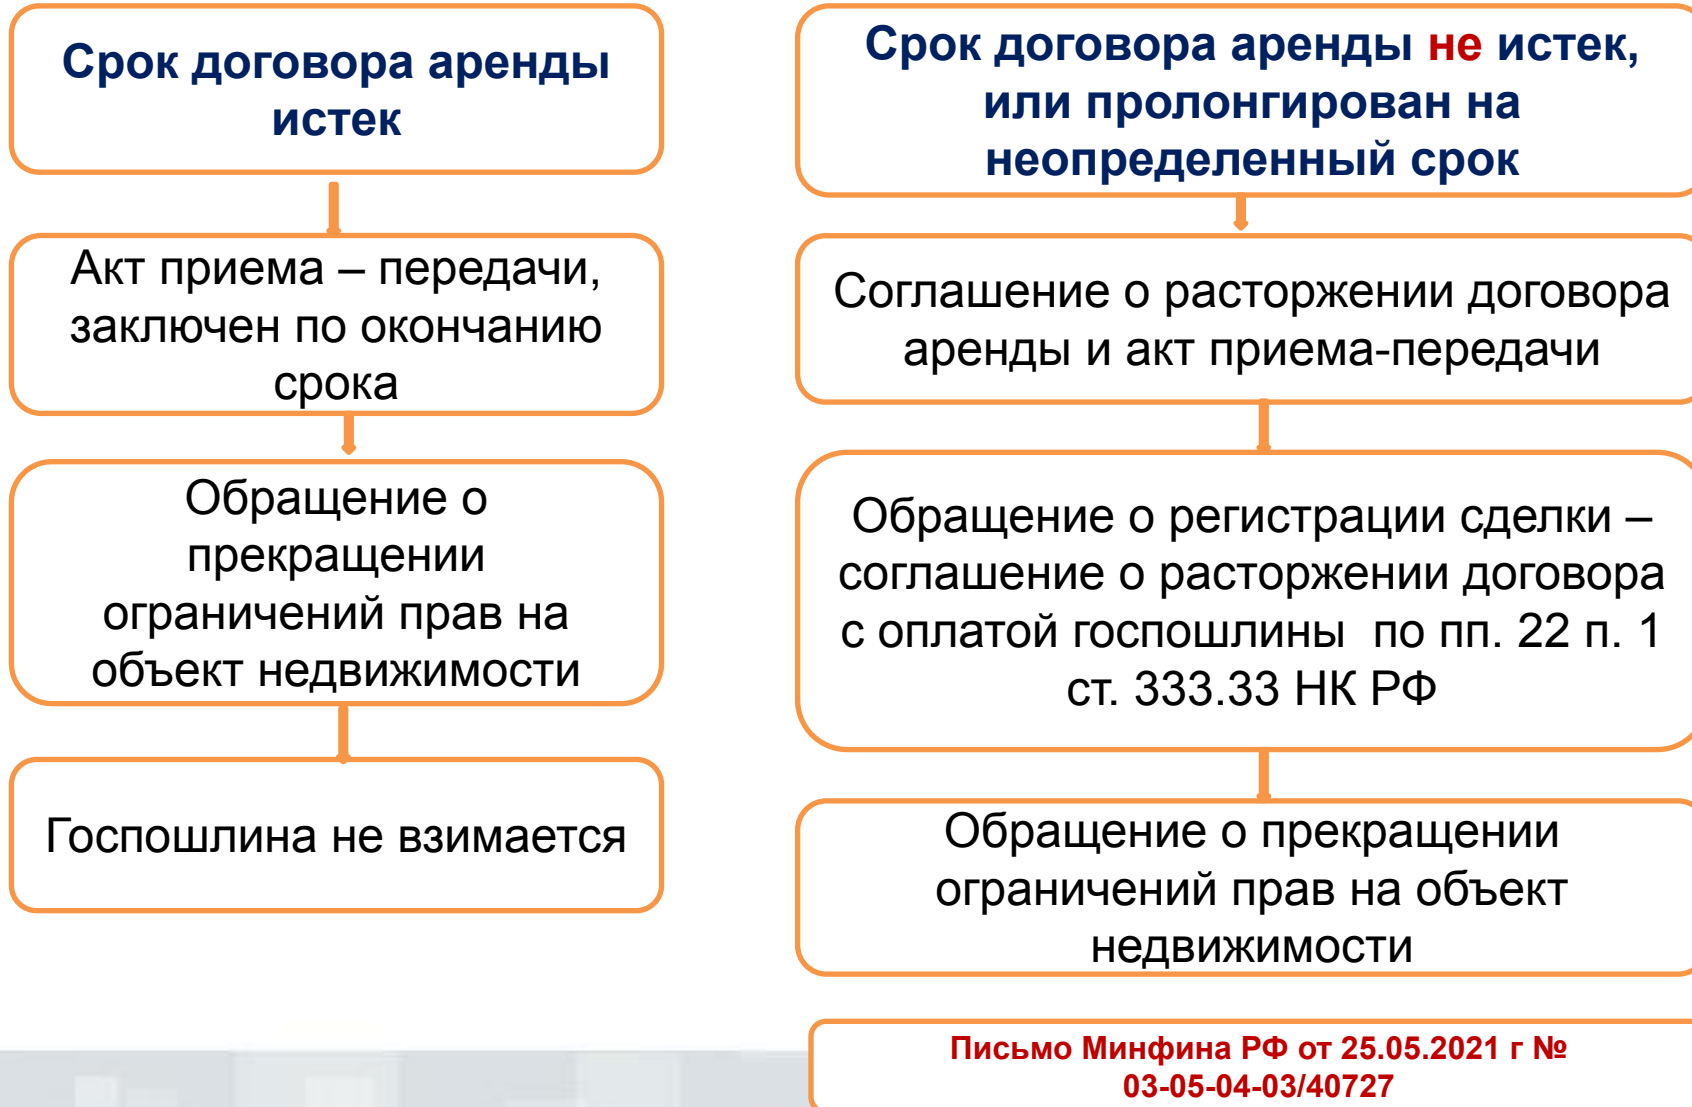 Срок договора аренды
истек
Акт приема – передачи,
заключен по окончанию
срока
Обращение о
прекращении
ограничений прав на
объект недвижимости
Госпошлина не взимается
Срок договора аренды не истек,
или пролонгирован на
неопределенный срок
Соглашение о расторжении договора
аренды и акт приема-передачи
Обращение о регистрации сделки –
соглашение о расторжении договора
с оплатой госпошлины по пп. 22 п. 1
ст. 333.33 НК РФ
Обращение о прекращении
ограничений прав на объект
недвижимости
Письмо Минфина РФ от 25.05.2021 г №
03-05-04-03/40727